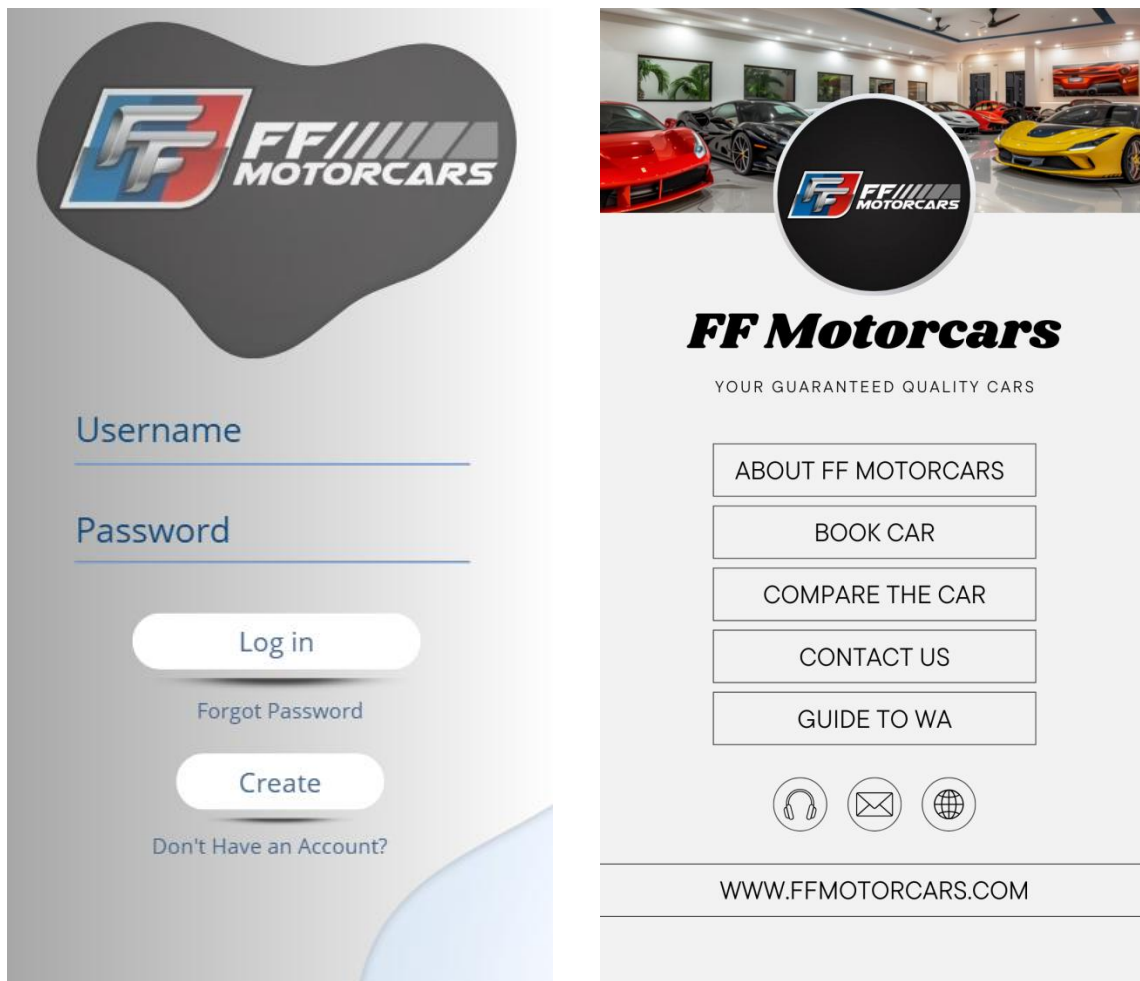 FF
FF
MOTORCARS
Username
Password
Log in
Forgot Password
Create
Don't Have an Account?
FF
FF
MOTORCARS
FF Motorcars
YOUR GUARANTEED QUALITY CARS
ABOUT FF MOTORCARS
BOOK CAR
COMPARE THE CAR
CONTACT US
GUIDE TO WA
WWW.FFMOTORCARS.COM